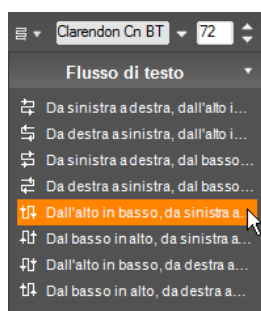 Clarendon Cn BT 72
Flusso di testo
Da sinistra a destra, dall'alto i...
Da destra a sinistra, dall'alto i...
Da sinistra a destra, dal basso...
Da destra a sinistra, dal basso...
Dall'alto in basso, da sinistra a...
Dal basso in alto, da sinistra a...
Dall'alto in basso, da destra a...
Dal basso in alto, da destra a...